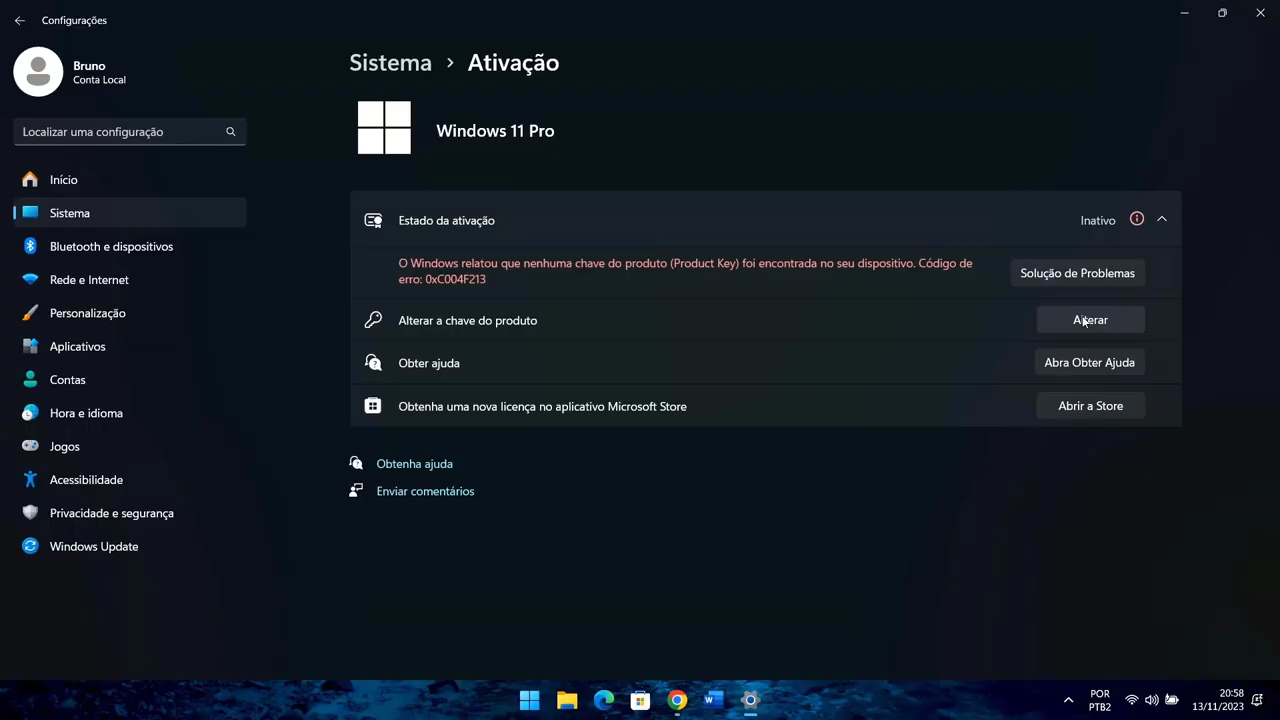 Configurações
Bruno
Conta Local
Localizar uma configuração
Início
Sistema
Bluetooth e dispositivos
Rede e Internet
Personalização
Aplicativos
Contas
Hora e idioma
Jogos
Acessibilidade
Privacidade e segurança
Windows Update
Sistema > Ativação
Windows 11 Pro
Estado da ativação
Inativo
O Windows relatou que nenhuma chave do produto (Product Key) foi encontrada no seu dispositivo. Código de
erro: 0xC004F213
Solução de Problemas
Alterar a chave do produto
Alterar
Obter ajuda
Abra Obter Ajuda
Obtenha uma nova licença no aplicativo Microsoft Store
Abrir a Store
Obtenha ajuda
Enviar comentários
W
POR
PTB2
20:58
13/11/2023